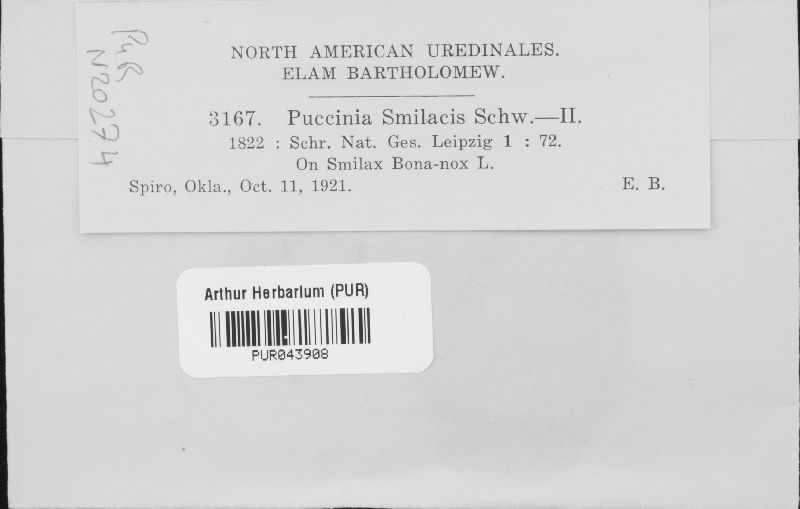 NORTH AMERICAN UREDINALES.
ELAM BARTHOLOMEW.
3167. Puccinia Smilacis Schw.—II.
1822 : Schr. Nat. Ges. Leipzig 1 : 72.
On Smilax Bona-nox L.
Spiro, Okla., Oct. 11, 1921. E. B.
PUR
N20274
Arthur Herbarium (PUR)
PUR043908